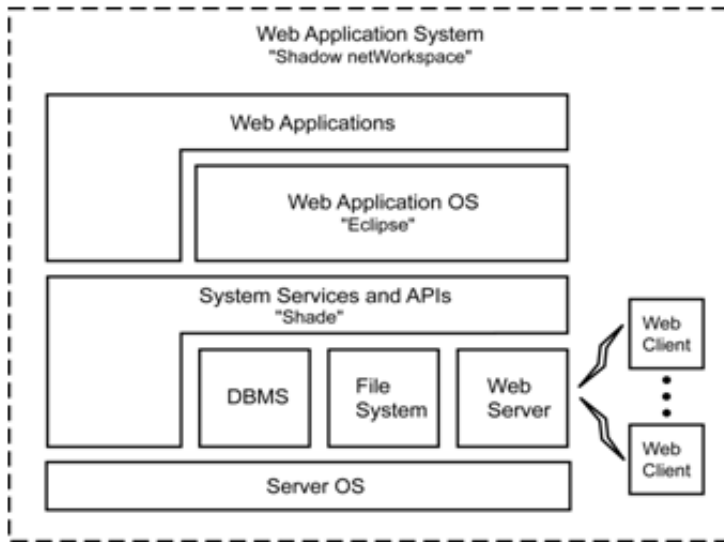 Web Application System
"Shadow netWorkspace"
Web Applications
Web Application OS
"Eclipse"
System Services and APIs
"Shade"
DBMS
File
System
Web
Server
Web
Client
Web
Client
Server OS